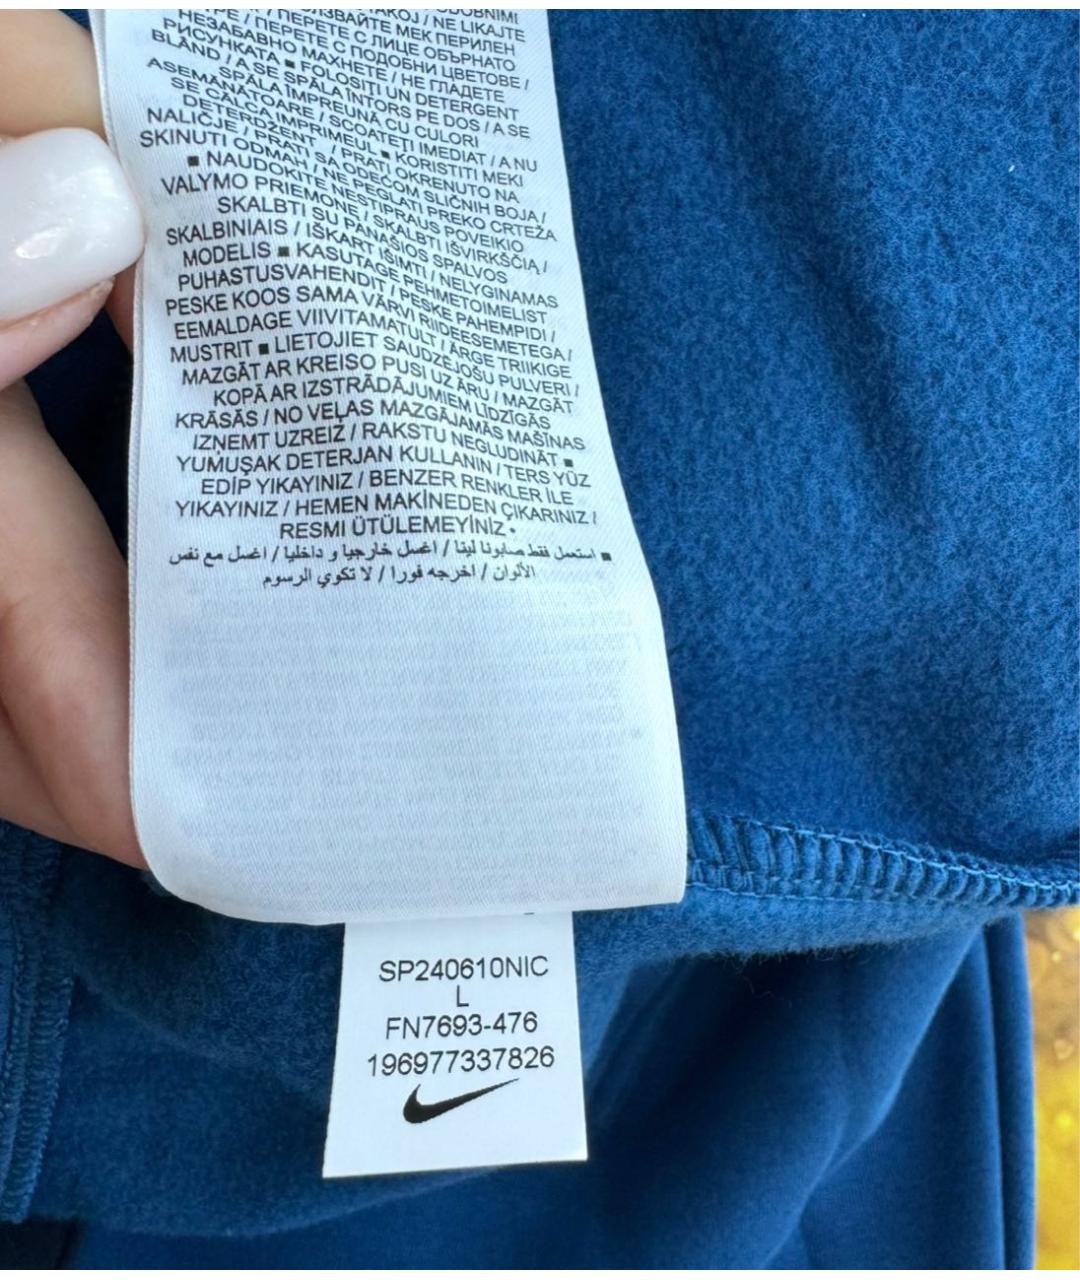 НЕЗАБАВНО МАХНЕТЕ / НЕ ГЛАДЕТЕ
РИСУНКАТА ■ FOLOSIȚI UN DETERGENT
BLÂND / A SE SPĂLA ÎNTORS PE DOS / A SE
SPĂLA ÎMPREUNĂ CU CULORI
ASEMĂNĂTOARE / SCOATEȚI IMEDIAT / A NU
SE CĂLCA IMPRIMEUL ■ KORISTITI MEKI
DETERDŽENT / PRATI OKRENUTO NA
NALIČJE / PRATI SA ODEĆOM SLIČNIH BOJA /
SKINUTI ODMAH / NE PEGLATI PREKO CRTEŽA
■ NAUDOKITE NESTIPRAUS POVEIKIO
VALYMO PRIEMONĘ / SKALBTI IŠVIRKŠČIĄ /
SKALBTI SU PANAŠIOS SPALVOS
SKALBINIAIS / IŠKART IŠIMTI / NELYGINAMAS
MODELIS ■ KASUTAGE PEHMETOIMELIST
PUHASTUSVAHENDIT / PESKE PAHEMPIDI /
PESKE KOOS SAMA VÄRVI RIIDEESEMETEGA /
EEMALDAGE VIIVITAMATULT / ÄRGE TRIIKIGE
MUSTRIT ■ LIETOJIET SAUDZĒJOŠU PULVERI /
MAZGĀT AR KREISO PUSI UZ ĀRU / MAZGĀT
KOPĀ AR IZSTRĀDĀJUMIEM LĪDZĪGĀS
KRĀSĀS / NO VEĻAS MAZGĀJAMĀS MAŠĪNAS
IZŅEMT UZREIZ / RAKSTU NEGLUDINĀT ■
YUMUŞAK DETERJAN KULLANIN / TERS YÜZ
EDİP YIKAYINIZ / BENZER RENKLER İLE
YIKAYINIZ / HEMEN MAKİNEDEN ÇIKARINIZ /
RESMI ÜTÜLEMEYİNİZ •
■ استعمل فقط صابونا لينا / اغسل خارجيا و داخليا / اغسل مع نفس
الألوان / اخرجه فورا / لا تكوي الرسوم
SP240610NIC
L
FN7693-476
196977337826